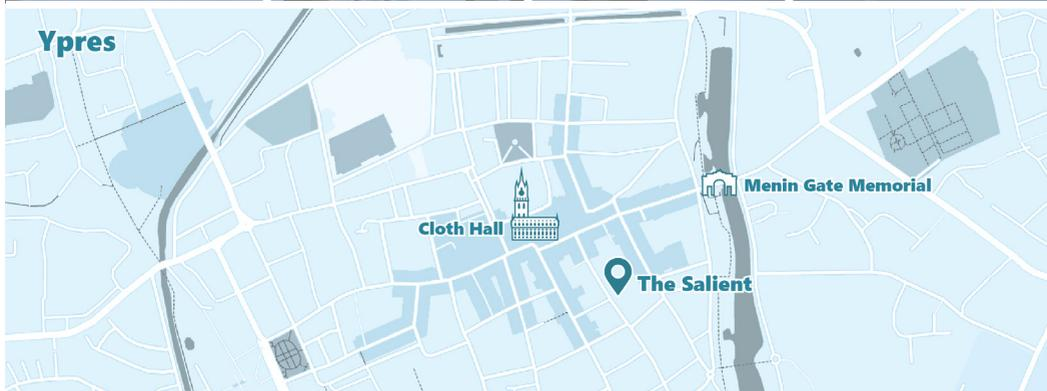 Ypres
Menin Gate Memorial
Cloth Hall
The Salient